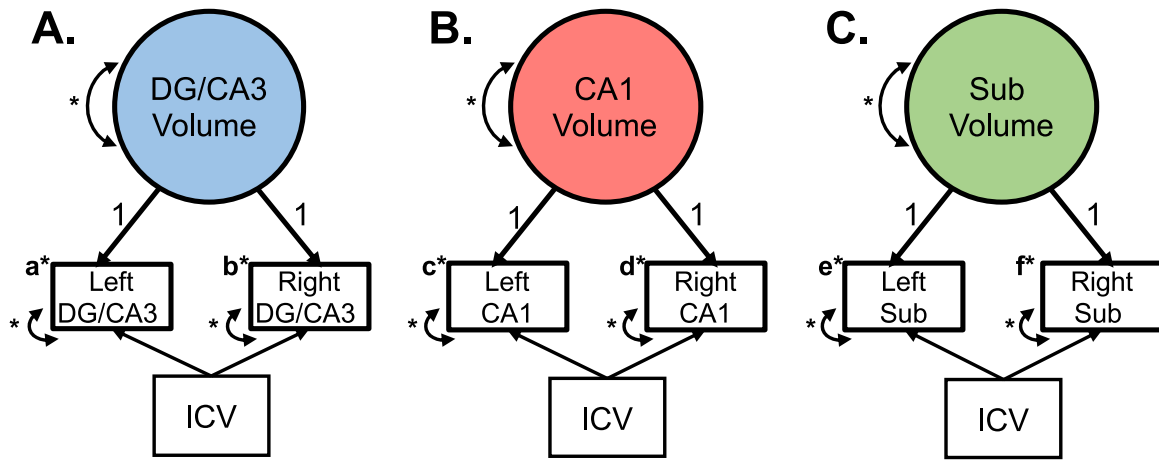 A.
DG/CA3
Volume
*
1
1
a*
Left
DG/CA3
*
b*
Right
DG/CA3
*
ICV
B.
CA1
Volume
*
1
1
c*
Left
CA1
*
d*
Right
CA1
*
ICV
C.
Sub
Volume
*
1
1
e*
Left
Sub
*
f*
Right
Sub
*
ICV